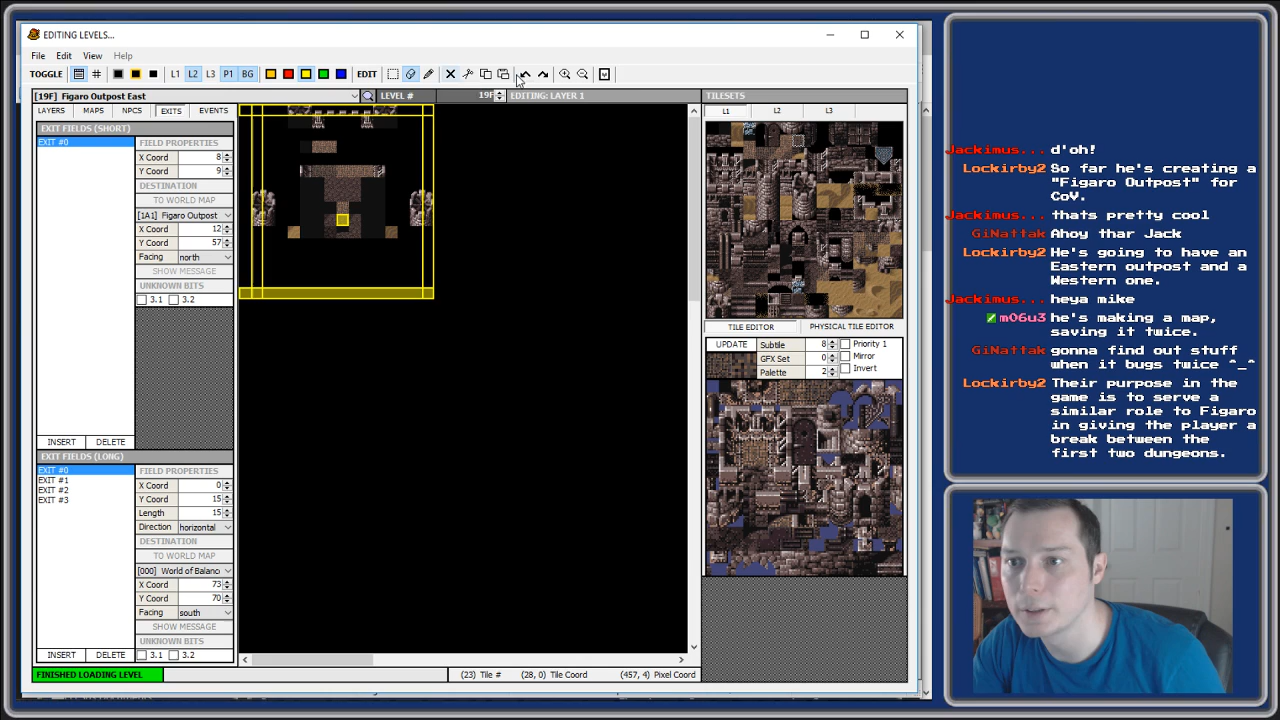 EDITING LEVELS...
File Edit View Help
TOGGLE L1 L2 L3 P1 BG EDIT
[19F] Figaro Outpost East LEVEL # 19F EDITING: LAYER 1 TILESETS
LAYERS MAPS NPCS EXITS EVENTS
L1 L2 L3
EXIT FIELDS (SHORT)
EXIT #0
FIELD PROPERTIES
X Coord 8
Y Coord 9
DESTINATION
TO WORLD MAP
[1A1] Figaro Outpost
X Coord 12
Y Coord 57
Facing north
SHOW MESSAGE
UNKNOWN BITS
3.1 3.2
INSERT DELETE
EXIT FIELDS (LONG)
EXIT #0
EXIT #1
EXIT #2
EXIT #3
FIELD PROPERTIES
X Coord 0
Y Coord 15
Length 15
Direction horizontal
DESTINATION
TO WORLD MAP
[000] World of Balanc
X Coord 73
Y Coord 70
Facing south
SHOW MESSAGE
UNKNOWN BITS
3.1 3.2
INSERT DELETE
FINISHED LOADING LEVEL
(23) Tile # (28, 0) Tile Coord (457, 4) Pixel Coord
TILE EDITOR PHYSICAL TILE EDITOR
UPDATE Subtile 8 Priority 1
GFX Set 0 Mirror
Palette 2 Invert
Jackimus... d'oh!
Lockirby2 So far he's creating a
"Figaro Outpost" for
CoV.
Jackimus... thats pretty cool
GiNattak Ahoy thar Jack
Lockirby2 He's going to have an
Eastern outpost and a
Western one.
Jackimus... heya mike
m06u3 he's making a map,
saving it twice.
GiNattak gonna find out stuff
when it bugs twice ^_^
Lockirby2 Their purpose in the
game is to serve a
similar role to Figaro
in giving the player a
break between the
first two dungeons.